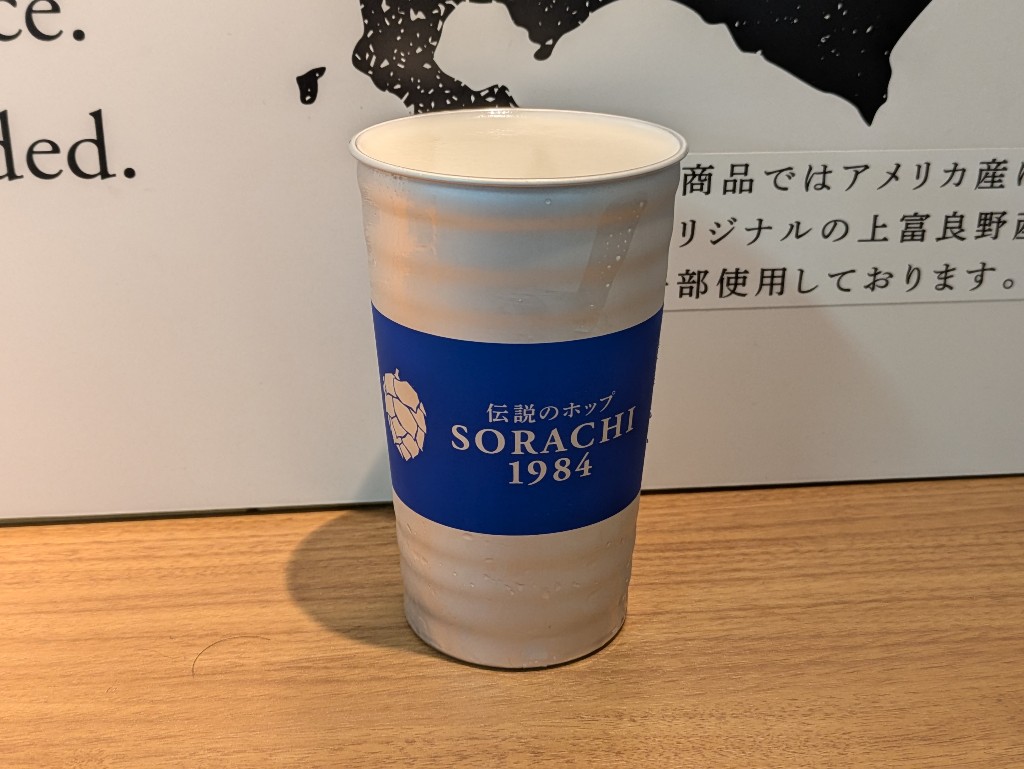 ce.
ded.
商品ではアメリカ産
リジナルの上富良野産
部使用しております。
伝説のホップ
SORACHI
1984